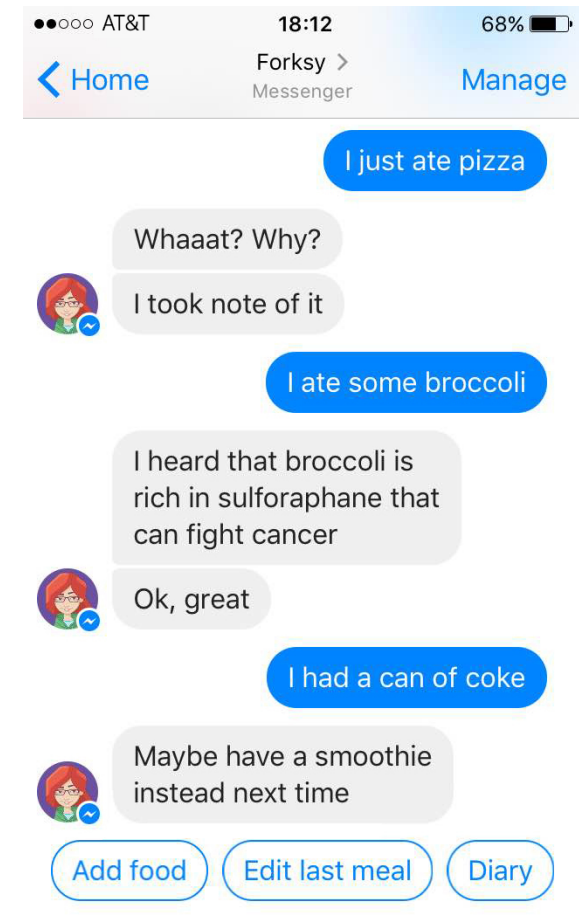 ●●○○○ AT&T 18:12 68%
Home Forksy > Manage
Messenger
I just ate pizza
Whaaat? Why?
I took note of it
I ate some broccoli
I heard that broccoli is
rich in sulforaphane that
can fight cancer
Ok, great
I had a can of coke
Maybe have a smoothie
instead next time
Add food Edit last meal Diary